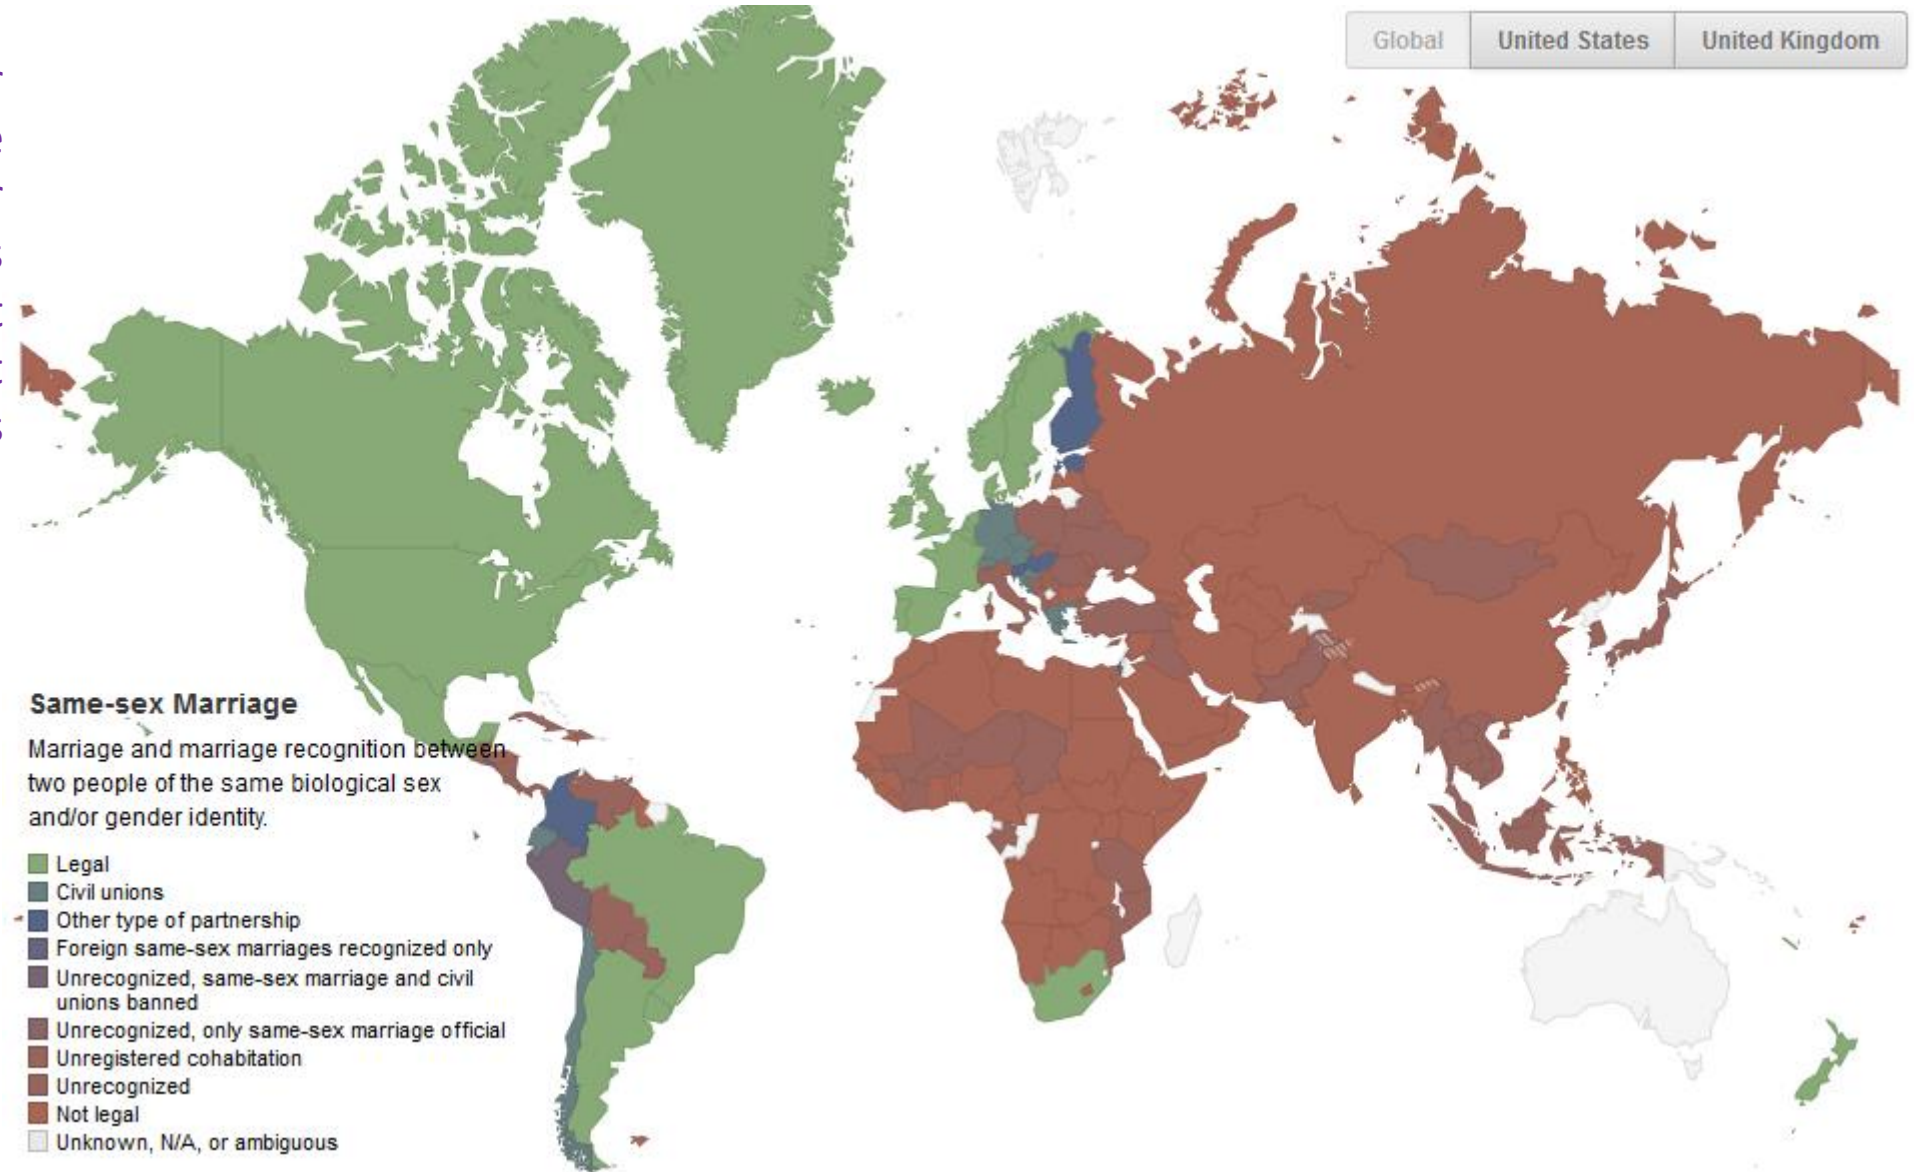 Global
United States
United Kingdom
Same-sex Marriage
Marriage and marriage recognition between
two people of the same biological sex
and/or gender identity.
Legal
Civil unions
Other type of partnership
Foreign same-sex marriages recognized only
Unrecognized, same-sex marriage and civil
unions banned
Unrecognized, only same-sex marriage official
Unregistered cohabitation
Unrecognized
Not legal
Unknown, N/A, or ambiguous